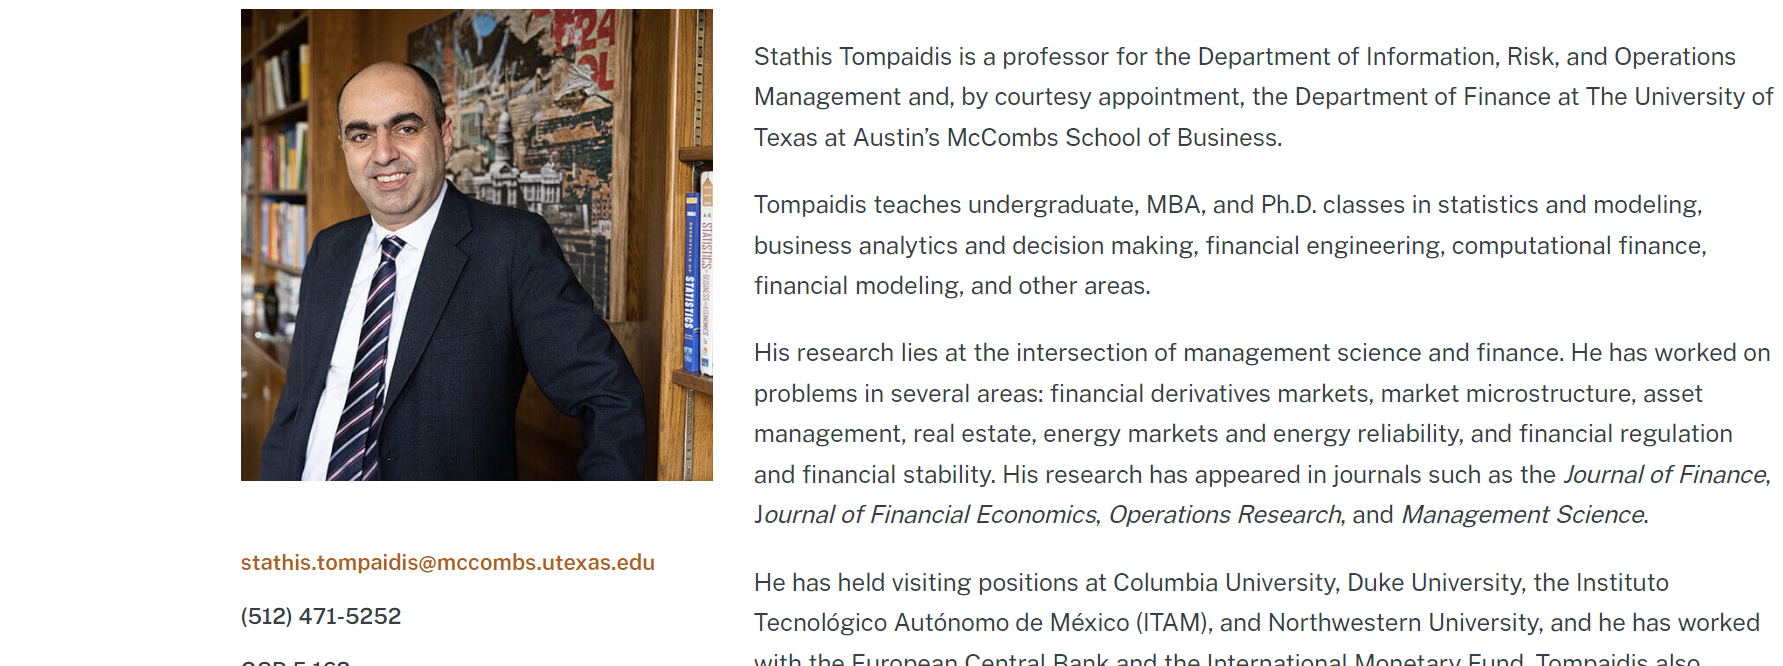 Stathis Tompaidis is a professor for the Department of Information, Risk, and Operations
Management and, by courtesy appointment, the Department of Finance at The University of
Texas at Austin’s McCombs School of Business.
Tompaidis teaches undergraduate, MBA, and Ph.D. classes in statistics and modeling,
business analytics and decision making, financial engineering, computational finance,
financial modeling, and other areas.
His research lies at the intersection of management science and finance. He has worked on
problems in several areas: financial derivatives markets, market microstructure, asset
management, real estate, energy markets and energy reliability, and financial regulation
and financial stability. His research has appeared in journals such as the Journal of Finance,
Journal of Financial Economics, Operations Research, and Management Science.
He has held visiting positions at Columbia University, Duke University, the Instituto
Tecnológico Autónomo de México (ITAM), and Northwestern University, and he has worked
with the European Central Bank and the International Monetary Fund. Tompaidis also
stathis.tompaidis@mccombs.utexas.edu
(512) 471-5252
STATISTICS
STATISTICS